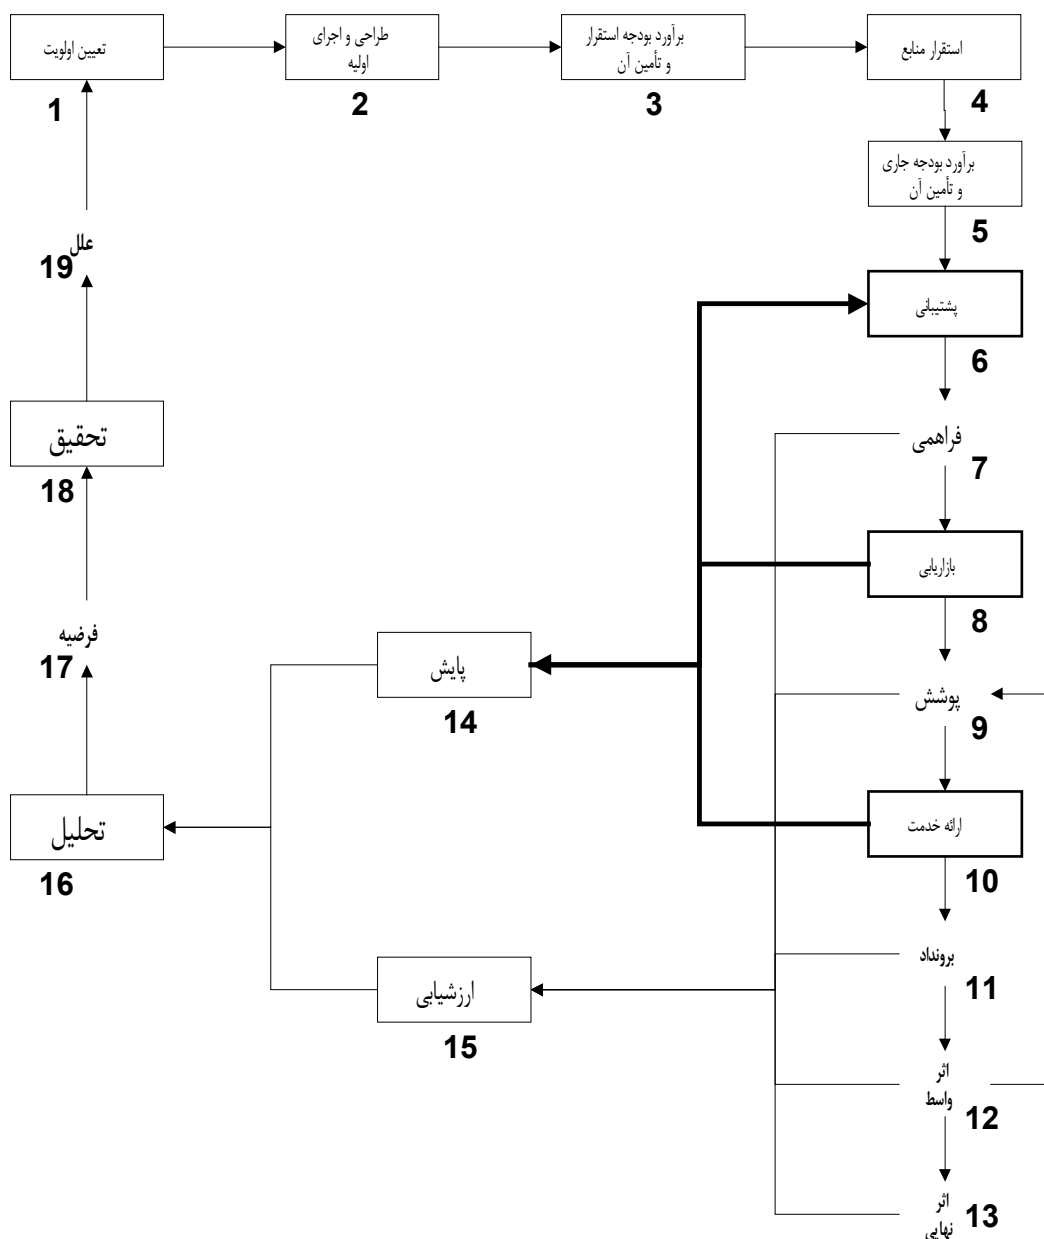 تعیین اولویت
1
طراحی و اجرای
اولیه
2
برآورد بودجه استقرار
و تأمین آن
3
استقرار منابع
4
برآورد بودجه جاری
و تأمین آن
5
پشتیبانی
6
فراهمی
7
بازاریابی
8
پوشش
9
ارائه خدمت
10
برونداد
11
اثر
واسط
12
اثر
نهایی
13
پایش
14
ارزشیابی
15
تحلیل
16
فرضیه
17
تحقیق
18
علل
19